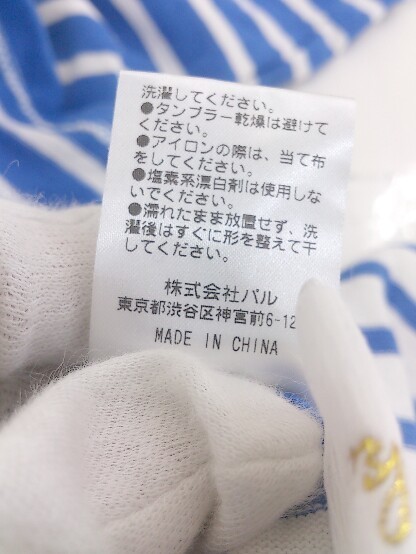 洗濯してください。
●タンブラー乾燥は避けて
ください。
●アイロンの際は、当て布
をしてください。
●塩素系漂白剤は使用しな
いでください。
●濡れたまま放置せず、洗
濯後はすぐに形を整えて干
してください。
株式会社パル
東京都渋谷区神宮前6-12
MADE IN CHINA